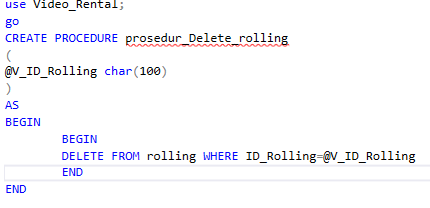 use Video_Rental;
go
CREATE PROCEDURE prosedur_Delete_rolling
(
@V_ID_Rolling char(100)
)
AS
BEGIN
BEGIN
DELETE FROM rolling WHERE ID_Rolling=@V_ID_Rolling
END
END